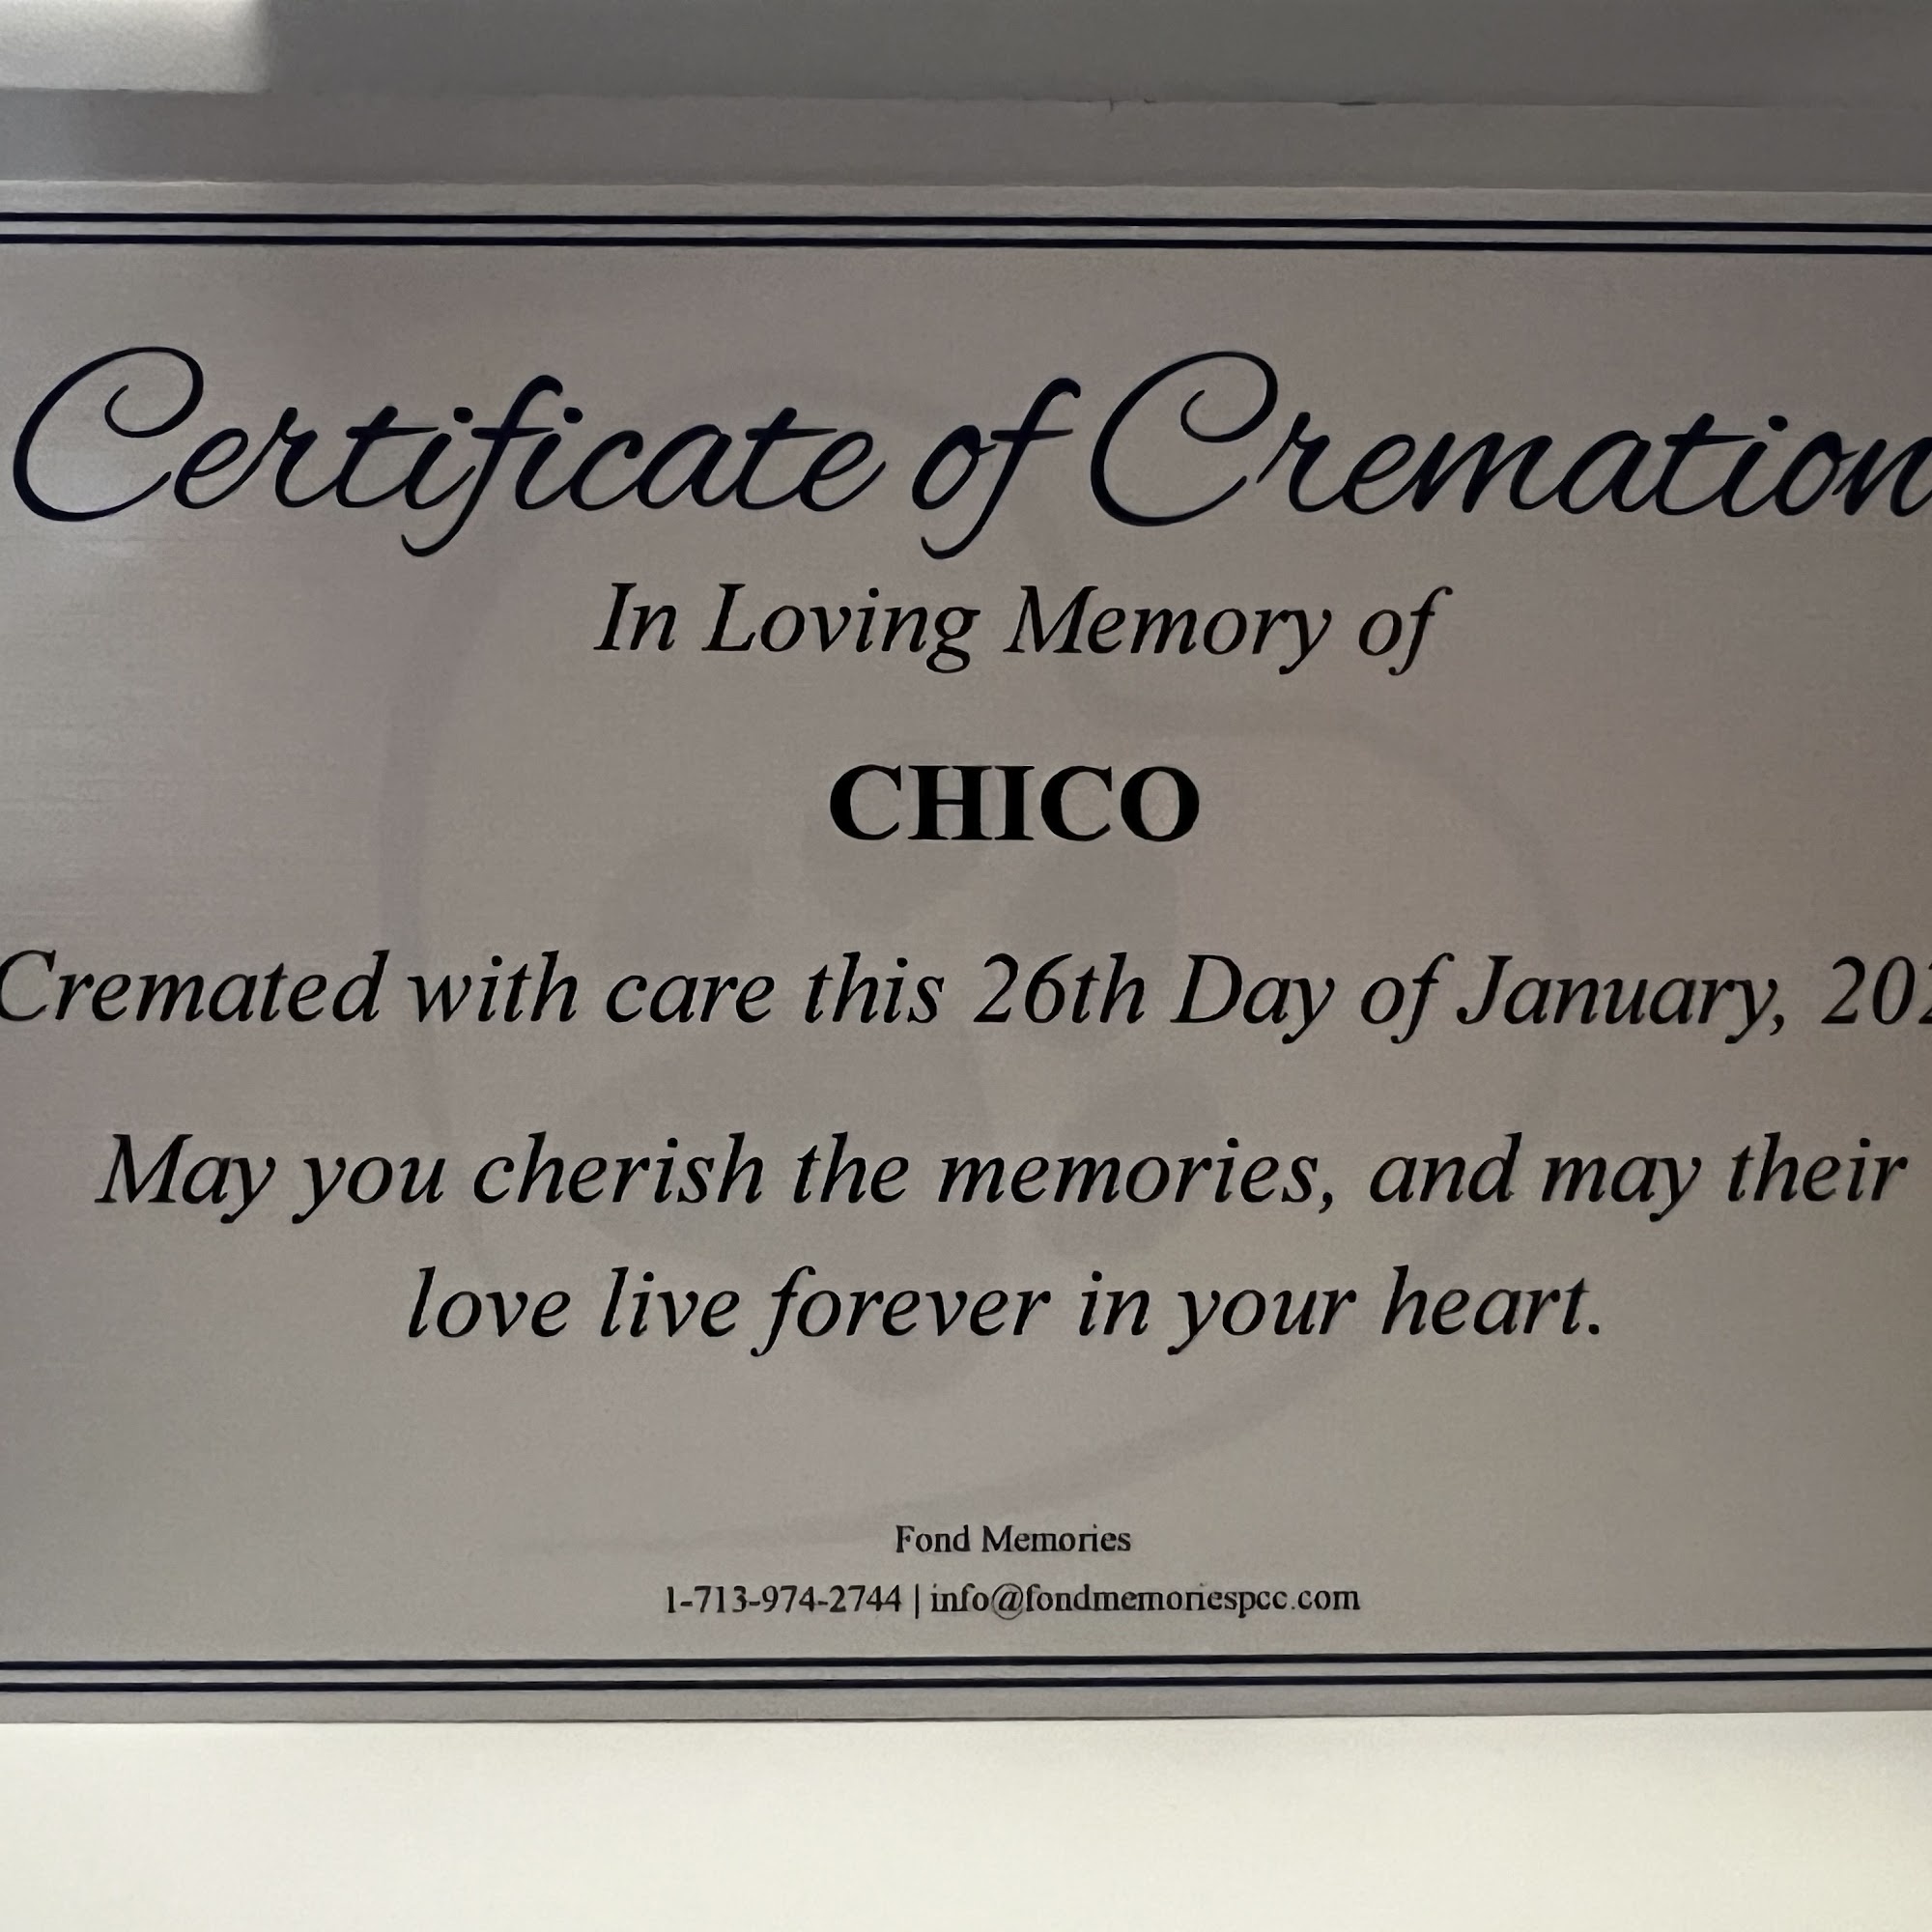 Certificate of Cremation
In Loving Memory of
CHICO
Cremated with care this 26th Day of January,
May you cherish the memories, and may their
love live forever in your heart.
Fond Memories
1-713-974-2744 | info@fondmemoriespcc.com